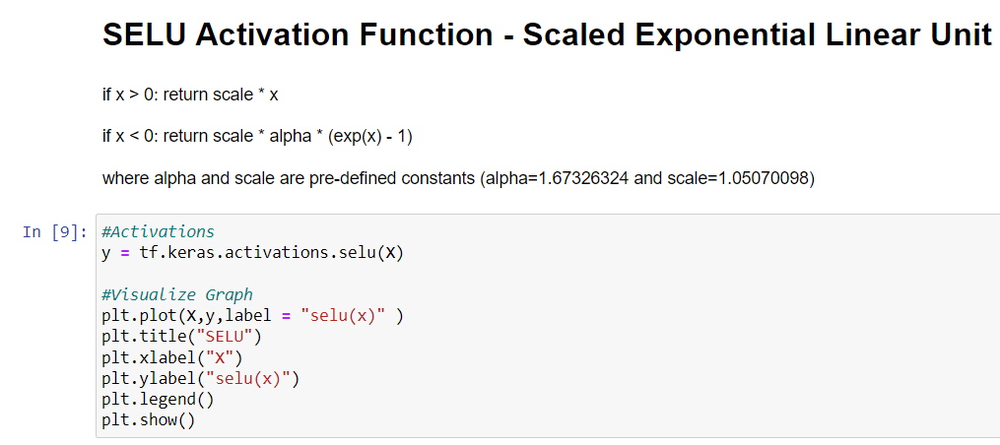 SELU Activation Function - Scaled Exponential Linear Unit
if x > 0: return scale * x
if x < 0: return scale * alpha * (exp(x) - 1)
where alpha and scale are pre-defined constants (alpha=1.67326324 and scale=1.05070098)
In [9]: #Activations
y = tf.keras.activations.selu(X)
#Visualize Graph
plt.plot(X,y,label = "selu(x)" )
plt.title("SELU")
plt.xlabel("X")
plt.ylabel("selu(x)")
plt.legend()
plt.show()